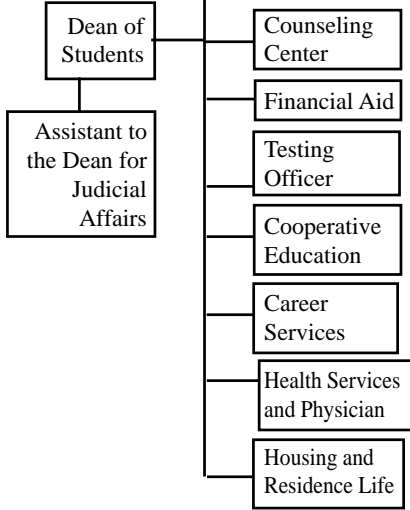 Dean of
Students
Assistant to
the Dean for
Judicial
Affairs
Counseling
Center
Financial Aid
Testing
Officer
Cooperative
Education
Career
Services
Health Services
and Physician
Housing and
Residence Life